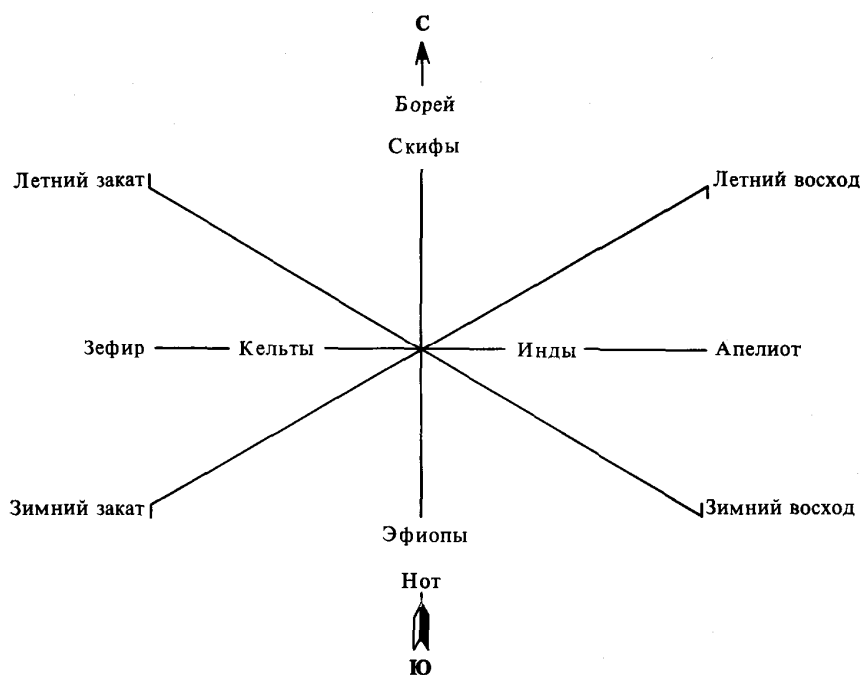 С
Борей
Скифы
Летний закат
Летний восход
Зефир
Кельты
Инды
Апелиот
Зимний закат
Зимний восход
Эфиопы
Нот
Ю